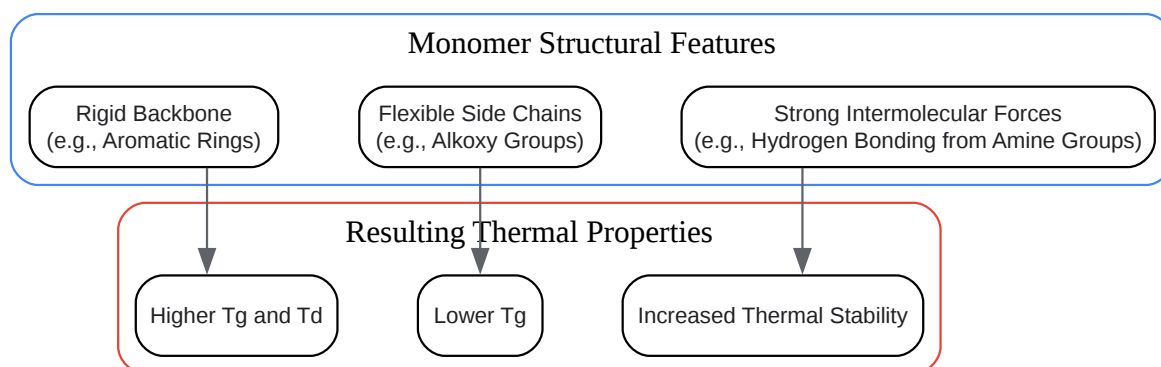 Monomer Structural Features
Rigid Backbone
(e.g., Aromatic Rings)
Flexible Side Chains
(e.g., Alkoxy Groups)
Strong Intermolecular Forces
(e.g., Hydrogen Bonding from Amine Groups)
Resulting Thermal Properties
Higher Tg and Td
Lower Tg
Increased Thermal Stability